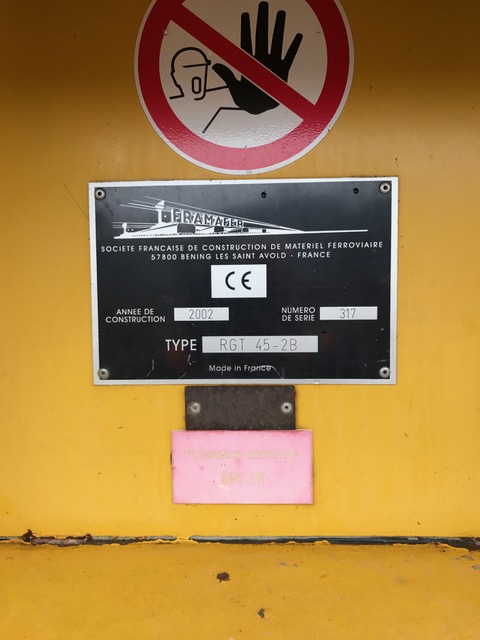 FRAMAFER
SOCIETE FRANCAISE DE CONSTRUCTION DE MATERIEL FERROVIAIRE
57800 BENING LES SAINT AVOLD - FRANCE
CE
ANNEE DE CONSTRUCTION 2002
NUMERO DE SERIE 317.
TYPE RGT 45-2B
Made in France